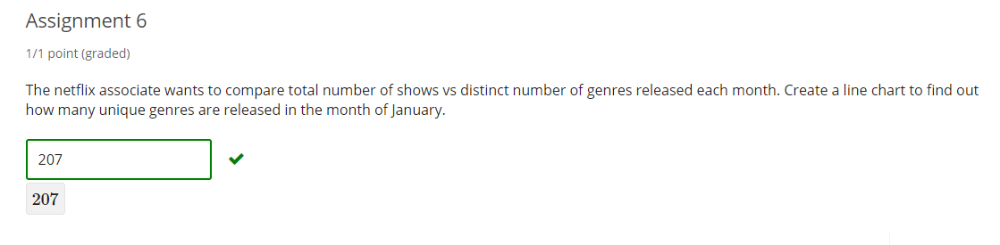 Assignment 6
1/1 point (graded)
The netflix associate wants to compare total number of shows vs distinct number of genres released each month. Create a line chart to find out
how many unique genres are released in the month of January.
207
207